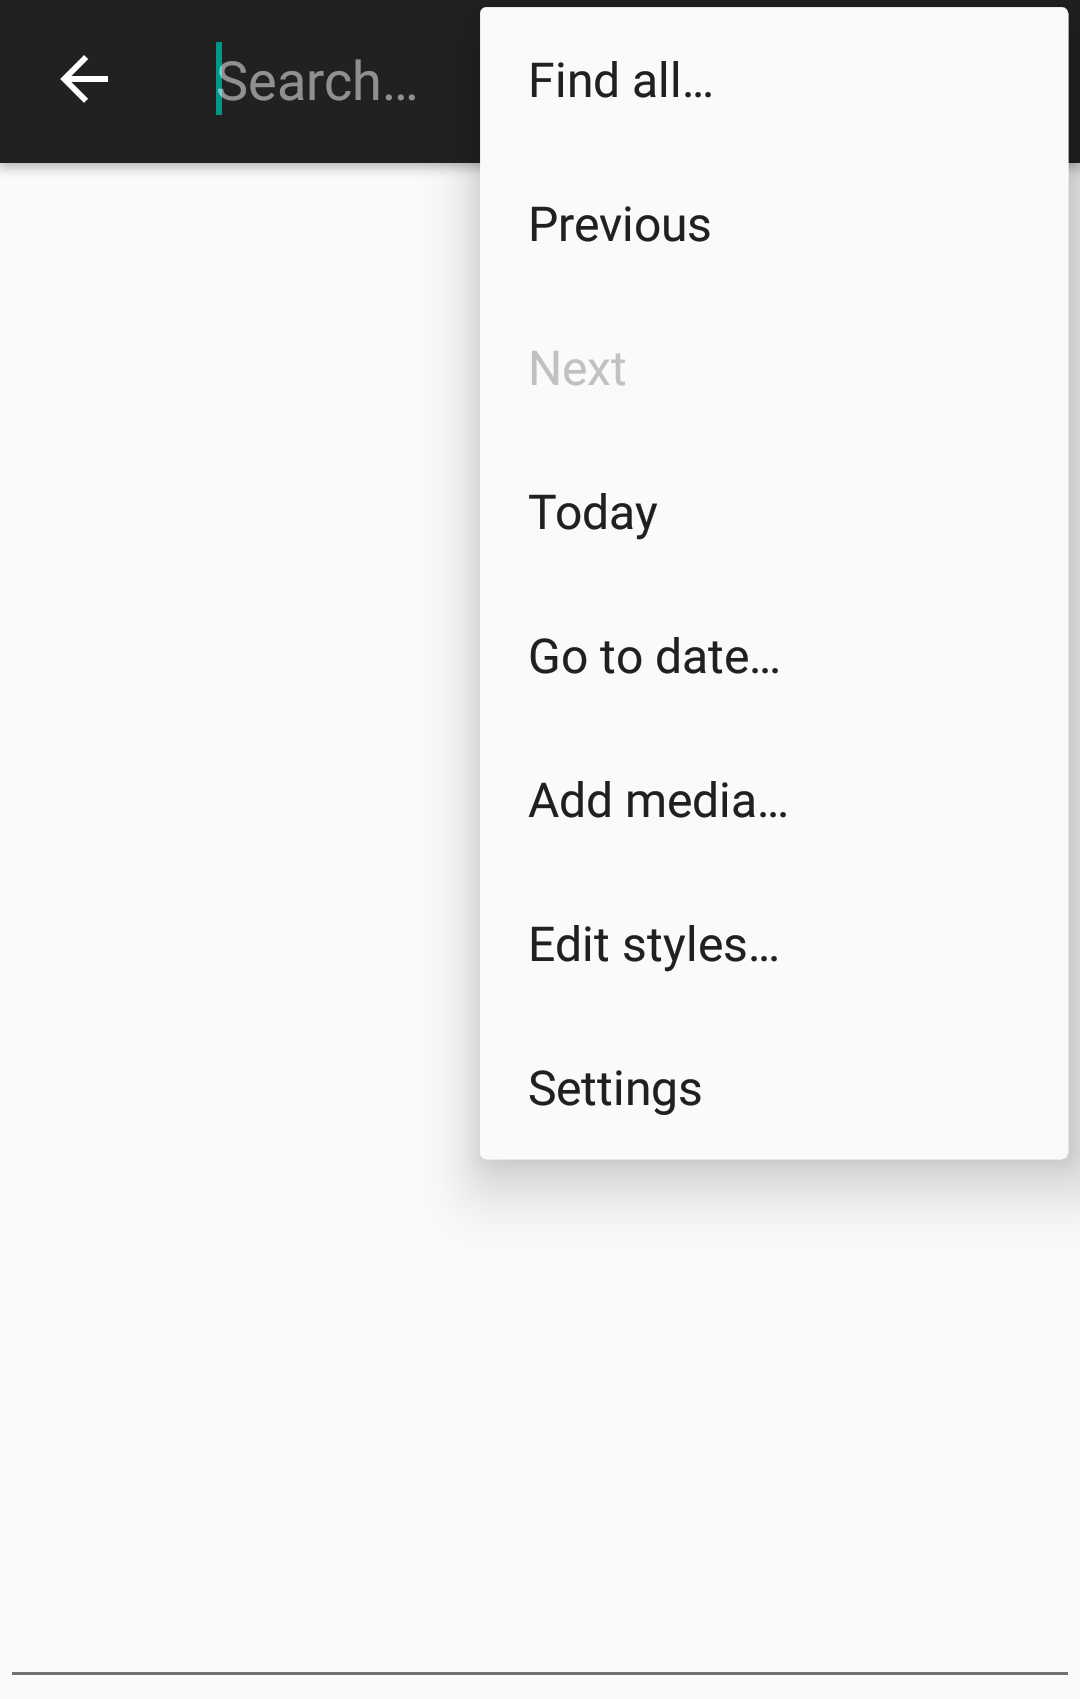 Search…
Find all…
Previous
Next
Today
Go to date…
Add media…
Edit styles…
Settings